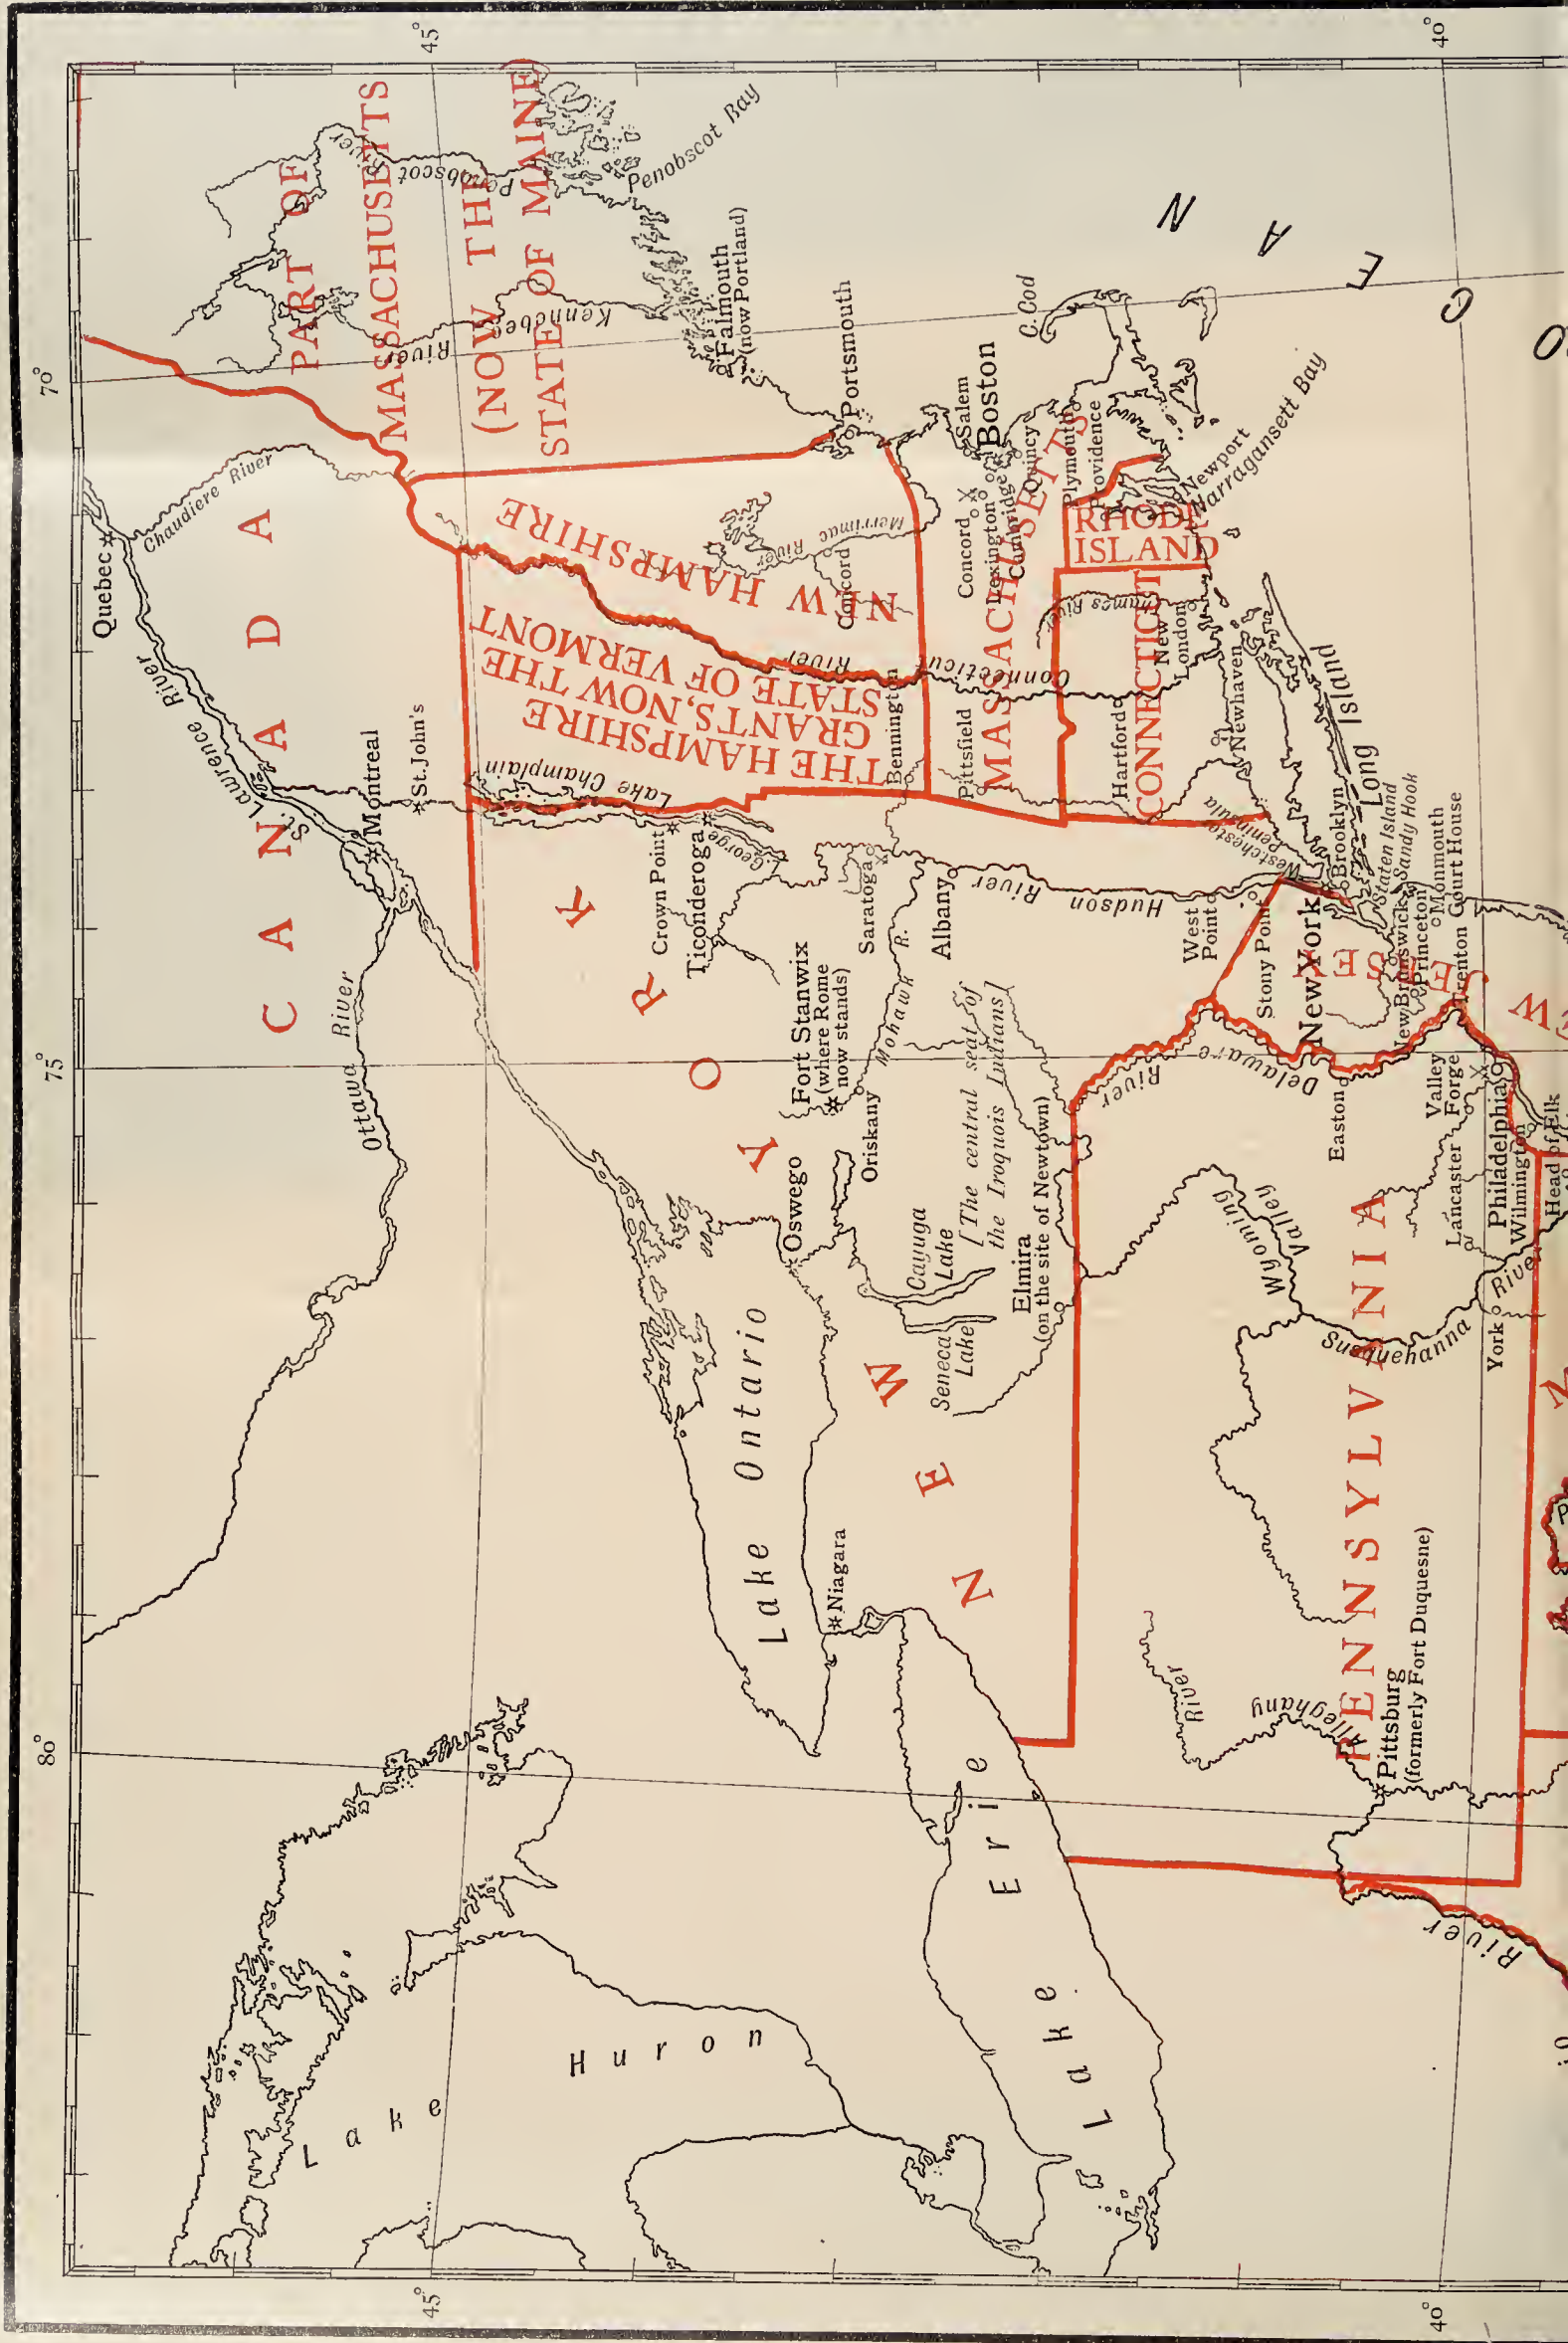 45°
40°
70°
75°
80°
45°
40°
CANADA
Quebec
Chaudiere River
St. Lawrence River
Montreal
St. John's
Ottawa River
PART OF
MASSACHUSETTS
(NOW THE
STATE OF MAINE)
Penobscot River
Penobscot Bay
Kennebec River
Falmouth
(now Portland)
Portsmouth
NEW HAMPSHIRE
Merrimac River
Concord
THE HAMPSHIRE
GRANTS, NOW THE
STATE OF VERMONT
Connecticut River
Lake Champlain
Bennington
MASSACHUSETTS
Pittsfield
Concord
Lexington
Cambridge
Salem
Boston
Quincy
Plymouth
C. Cod
Providence
RHODE
ISLAND
Newport
Narragansett Bay
CONNECTICUT
Hartford
Thames River
New
London
Newhaven
Long Island
NEW YORK
Crown Point
Ticonderoga
L. George
Saratoga
Mohawk R.
Albany
Hudson River
Fort Stanwix
(where Rome
now stands)
Oriskany
Oswego
[The central seat of
the Iroquois Indians]
Cayuga
Lake
Seneca
Lake
Elmira
(on the site of Newtown)
Niagara
Lake Ontario
Lake Erie
Lake Huron
West
Point
Stony Point
Westchester
Peninsula
New York
Brooklyn
Staten Island
Sandy Hook
Monmouth
Court House
New Brunswick
Princeton
Trenton
JERSEY
Delaware River
Easton
Valley
Forge
Lancaster
Philadelphia
Wilmington
Head of Elk
York
Susquehanna River
Wyoming
Valley
PENNSYLVANIA
Alleghany River
Pittsburg
(formerly Fort Duquesne)
River
OCEAN